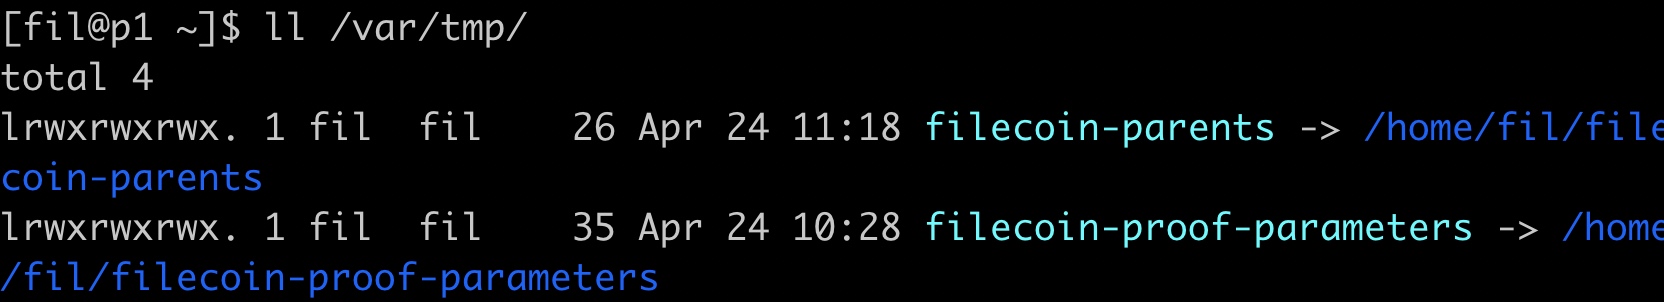 [fil@p1 ~]$ ll /var/tmp/
total 4
lrwxrwxrwx. 1 fil  fil    26 Apr 24 11:18 filecoin-parents -> /home/fil/file
coin-parents
lrwxrwxrwx. 1 fil  fil    35 Apr 24 10:28 filecoin-proof-parameters -> /home
/fil/filecoin-proof-parameters